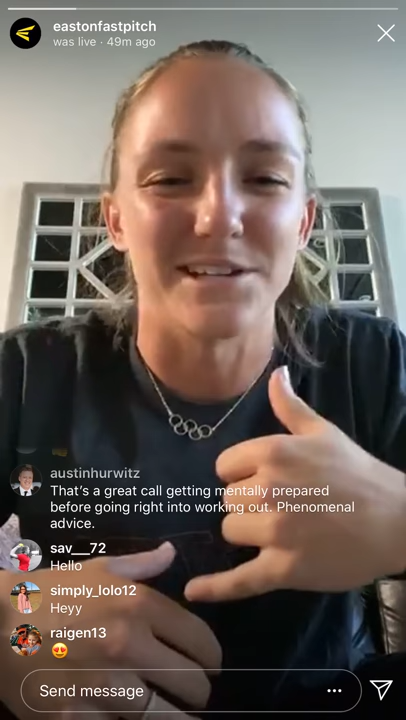 eastonfastpitch
was live · 49m ago
austinhurwitz
That's a great call getting mentally prepared
before going right into working out. Phenomenal
advice.
sav___72
Hello
simply_lolo12
Heyy
raigen13
😍
Send message